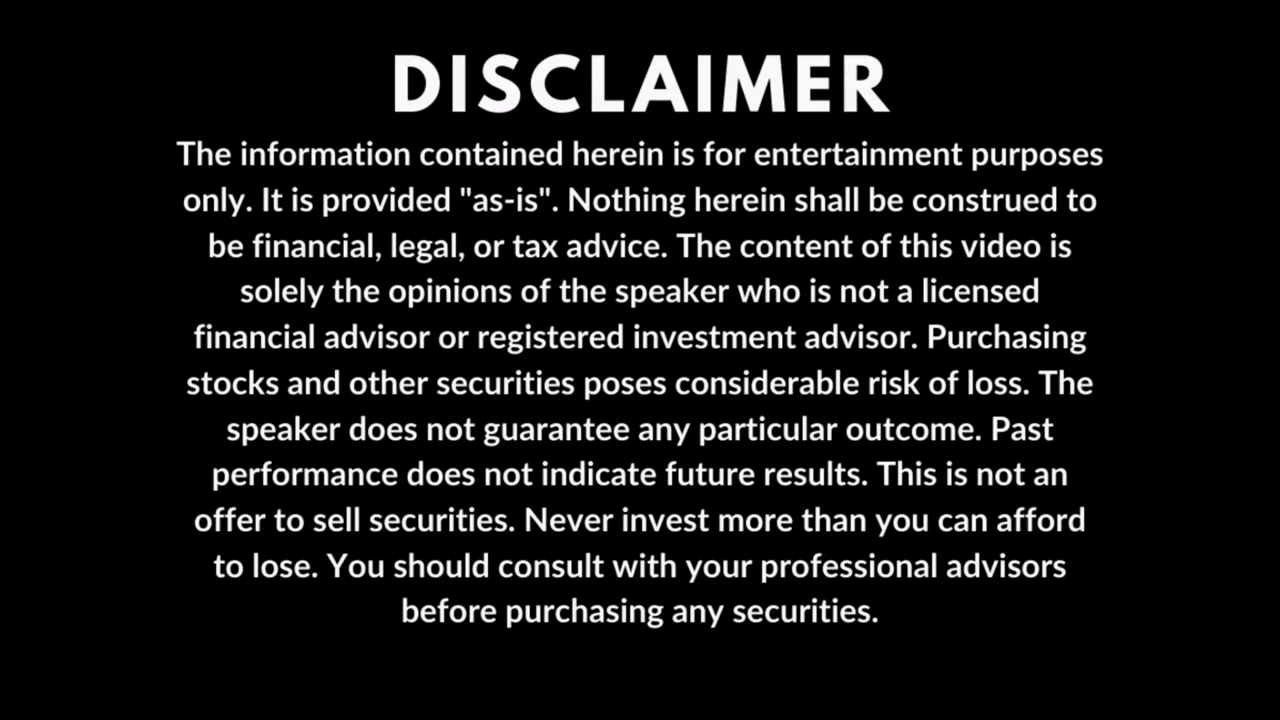 DISCLAIMER
The information contained herein is for entertainment purposes
only. It is provided "as-is". Nothing herein shall be construed to
be financial, legal, or tax advice. The content of this video is
solely the opinions of the speaker who is not a licensed
financial advisor or registered investment advisor. Purchasing
stocks and other securities poses considerable risk of loss. The
speaker does not guarantee any particular outcome. Past
performance does not indicate future results. This is not an
offer to sell securities. Never invest more than you can afford
to lose. You should consult with your professional advisors
before purchasing any securities.